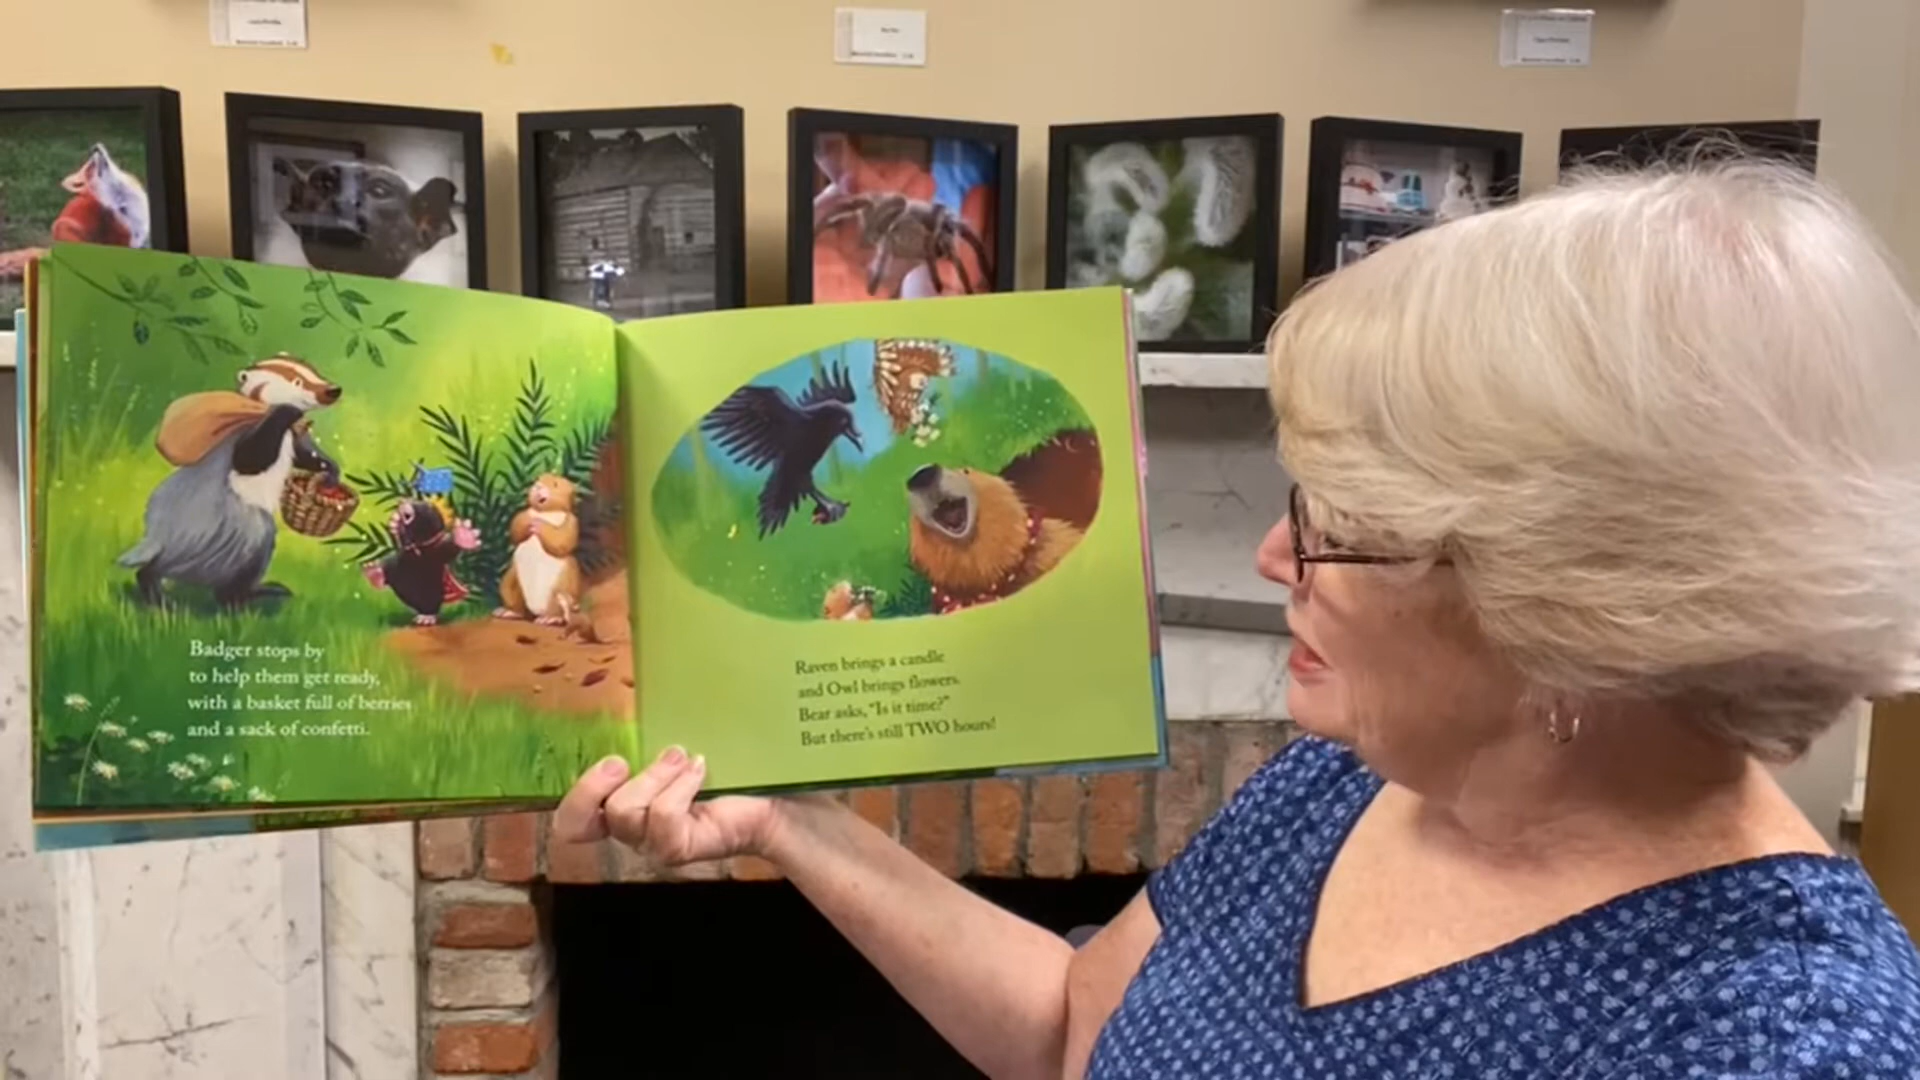 Badger stops by
to help them get ready,
with a basket full of berries
and a sack of confetti.
Raven brings a candle
and Owl brings flowers.
Bear asks, "Is it time?"
But there's still TWO hours!